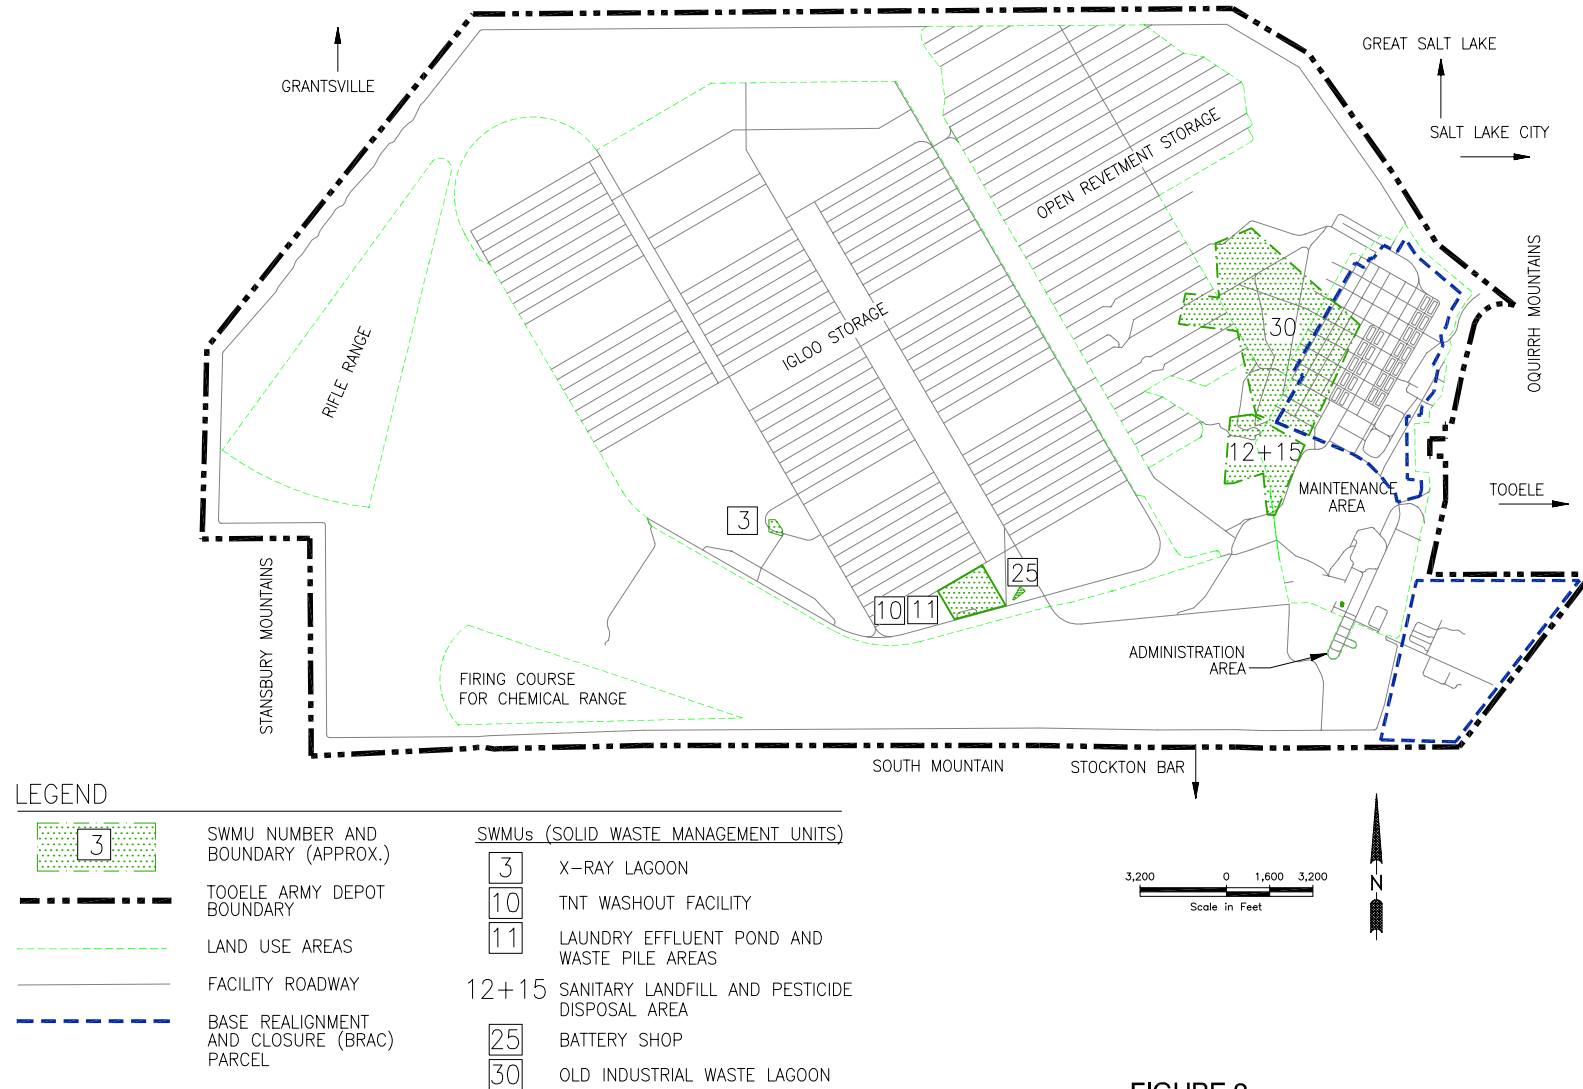 GREAT SALT LAKE
GRANTSVILLE
SALT LAKE CITY
OPEN REVETMENT STORAGE
OQUIRRH MOUNTAINS
RIFLE RANGE
IGLOO STORAGE
30
12+15
MAINTENANCE
AREA
TOOELE
3
25
10
11
STANSBURY MOUNTAINS
ADMINISTRATION
AREA
FIRING COURSE
FOR CHEMICAL RANGE
SOUTH MOUNTAIN
STOCKTON BAR
LEGEND
3
SWMU NUMBER AND
BOUNDARY (APPROX.)
TOOELE ARMY DEPOT
BOUNDARY
LAND USE AREAS
FACILITY ROADWAY
BASE REALIGNMENT
AND CLOSURE (BRAC)
PARCEL
SWMUs (SOLID WASTE MANAGEMENT UNITS)
3 X-RAY LAGOON
10 TNT WASHOUT FACILITY
11 LAUNDRY EFFLUENT POND AND
WASTE PILE AREAS
12+15 SANITARY LANDFILL AND PESTICIDE
DISPOSAL AREA
25 BATTERY SHOP
30 OLD INDUSTRIAL WASTE LAGOON
3,200 0 1,600 3,200
Scale in Feet
N